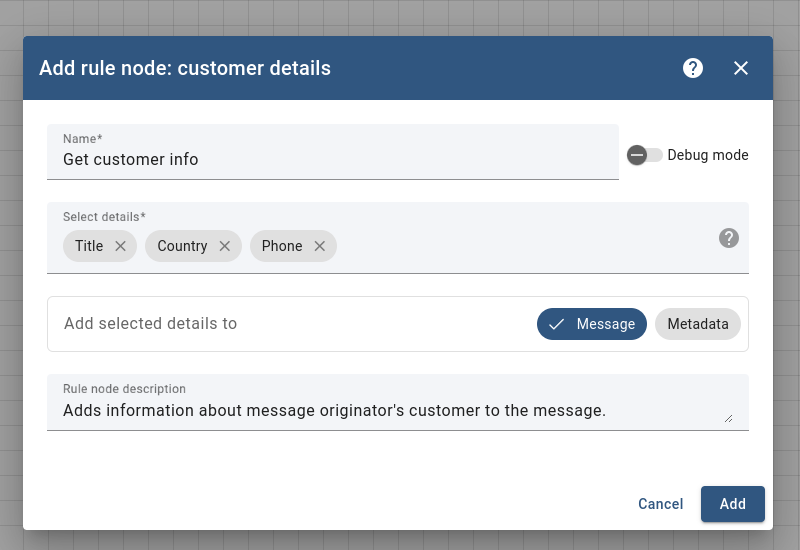 Add rule node: customer details
Name*
Get customer info
Debug mode
Select details*
Title Country Phone
Add selected details to Message Metadata
Rule node description
Adds information about message originator's customer to the message.
Cancel Add